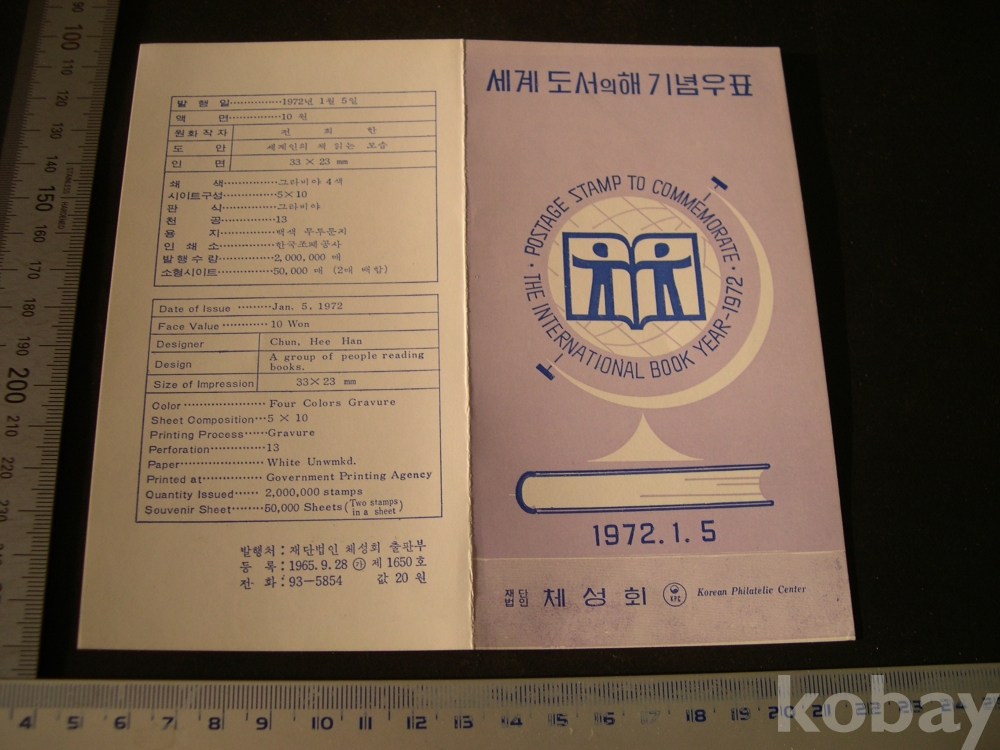 발행일……………1972년 1월 5일
액면……………10 원
원화작자 전 희 한
도안 세계인의 책 읽는 모습
인면 33×23 mm
채색……………그라비아 4색
시이트구성……………5×10
판식……………그라비아
천공……………13
용지……………백색 무투문지
인쇄소……………한국조폐공사
발행수량……………2,000,000 매
소형시이트……………50,000 매 (2매 배합)
Date of Issue ………Jan. 5. 1972
Face Value …………10 Won
Designer Chun, Hee Han
Design A group of people reading
books.
Size of Impression 33×23 mm
Color…………………… Four Colors Gravure
Sheet Composition…5 × 10
Printing Process……Gravure
Perforation……………13
Paper…………………… White Unwmkd.
Printed at……………… Government Printing Agency
Quantity Issued…… 2,000,000 stamps
Souvenir Sheet………50,000 Sheets (Two stamps
in a sheet)
발행처 : 재단법인 체성회 출판부
등 록 : 1965.9.28 ㉮ 제 1650 호
전 화 : 93-5854 값 20 원
세계 도서의해 기념우표
POSTAGE STAMP TO COMMEMORATE·
·THE INTERNATIONAL BOOK YEAR-1972
1972.1.5
재단법인 체성회 KPC Korean Philatelic Center
kobay